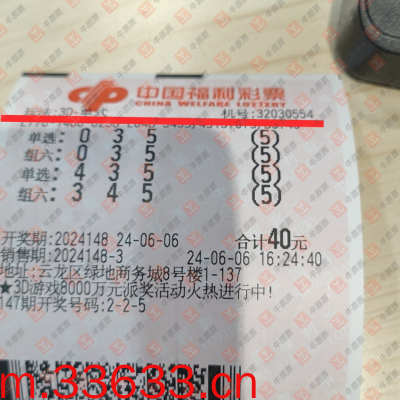 中国福利彩票
CHINA WELFARE LOTTERY
机号:32030554
单选: 0 3 5 (5)
组六: 0 3 5 (5)
单选: 4 3 5 (5)
组六: 3 4 5 (5)
开奖期:2024148 24-06-06 合计40元
销售期:2024148-3 24-06-06 16:24:40
地址:云龙区绿地商务城8号楼1-137
★3D游戏8000万元派奖活动火热进行中!
147期开奖号码:2-2-5
m.33633.cn